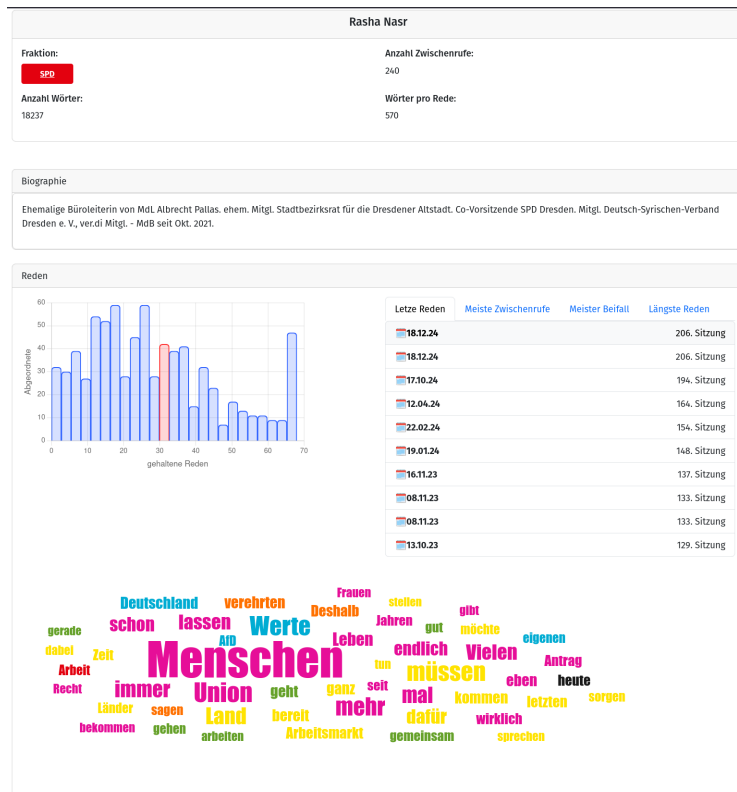 Rasha Nasr
Fraktion:
Anzahl Zwischenrufe:
SPD
240
Anzahl Wörter:
Wörter pro Rede:
18237
570
Biographie
Ehemalige Büroleiterin von MdL Albrecht Pallas. ehem. Mitgl. Stadtbezirksrat für die Dresdener Altstadt. Co-Vorsitzende SPD Dresden. Mitgl. Deutsch-Syrischen-Verband
Dresden e. V., ver.di Mitgl. - MdB seit Okt. 2021.
Reden
60
50
40
30
20
10
0
Abgeordnete
0 10 20 30 40 50 60 70
gehaltene Reden
Letze Reden Meiste Zwischenrufe Meister Beifall Längste Reden
18.12.24 206. Sitzung
18.12.24 206. Sitzung
17.10.24 194. Sitzung
12.04.24 164. Sitzung
22.02.24 154. Sitzung
19.01.24 148. Sitzung
16.11.23 137. Sitzung
08.11.23 133. Sitzung
08.11.23 133. Sitzung
13.10.23 129. Sitzung
Frauen
Deutschland verehrten Deshalb stellen gibt
gerade schon lassen Werte Jahren gut möchte
AfD Leben eigenen
dabei Zeit Menschen endlich Vielen
Arbeit tun müssen Antrag
Recht immer Union geht ganz seit mal eben heute
kommen letzten sorgen
Länder sagen Land bereit mehr dafür wirklich
bekommen gehen arbeiten Arbeitsmarkt gemeinsam sprechen